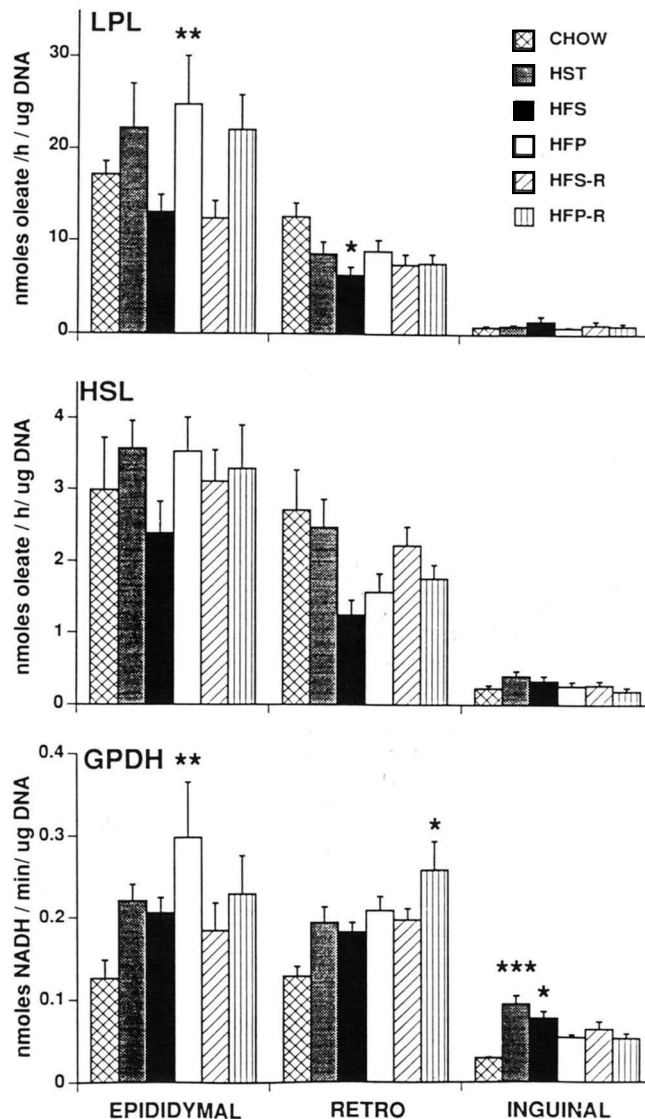 LPL
**
30
20
10
0
nmoles oleate /h / ug DNA
*
CHOW
HST
HFS
HFP
HFS-R
HFP-R
HSL
4
3
2
1
0
nmoles oleate / h/ ug DNA
GPDH
**
0.4
0.3
0.2
0.1
0
nmoles NADH / min/ ug DNA
*
***
*
EPIDIDYMAL
RETRO
INGUINAL